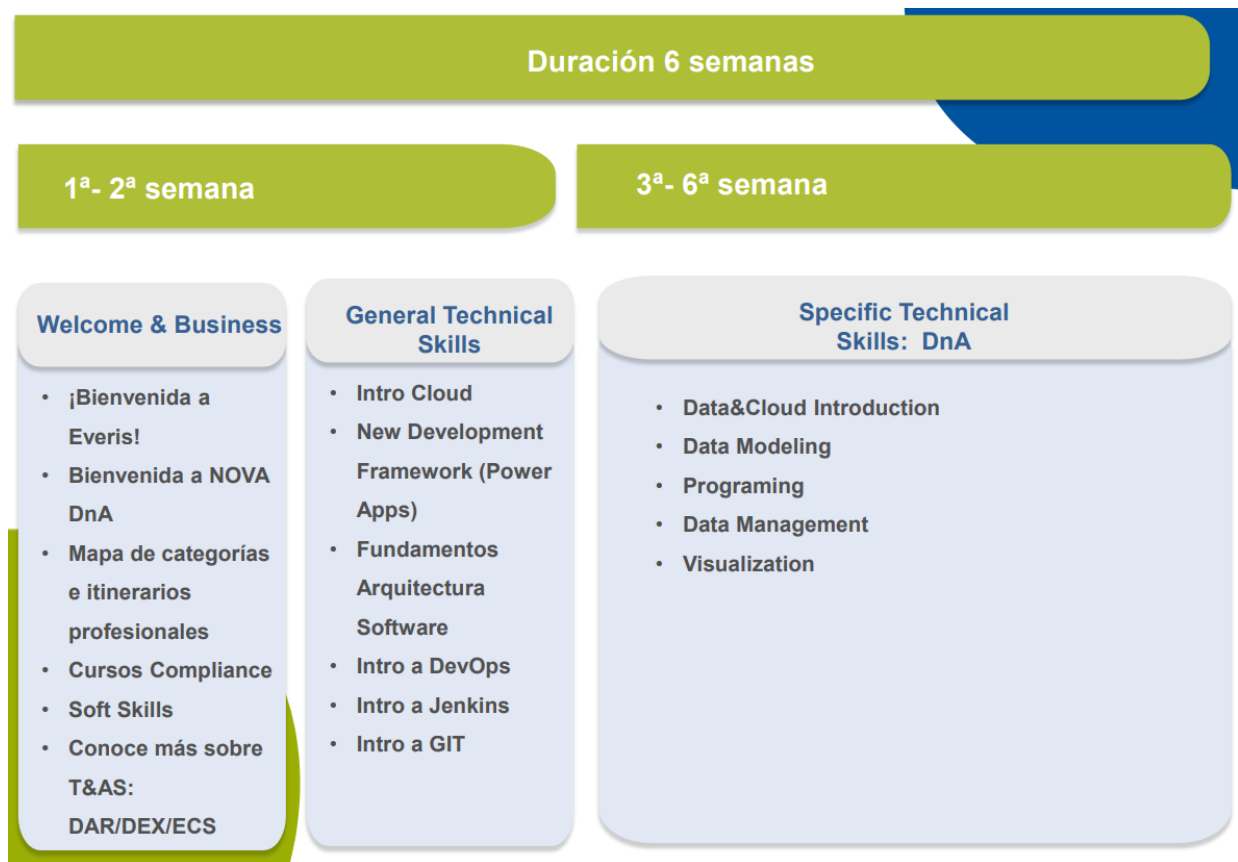 Duración 6 semanas
1ª- 2ª semana
3ª- 6ª semana
Welcome & Business
• ¡Bienvenida a
Everis!
• Bienvenida a NOVA
DnA
• Mapa de categorías
e itinerarios
profesionales
• Cursos Compliance
• Soft Skills
• Conoce más sobre
T&AS:
DAR/DEX/ECS
General Technical
Skills
• Intro Cloud
• New Development
Framework (Power
Apps)
• Fundamentos
Arquitectura
Software
• Intro a DevOps
• Intro a Jenkins
• Intro a GIT
Specific Technical
Skills: DnA
• Data&Cloud Introduction
• Data Modeling
• Programing
• Data Management
• Visualization